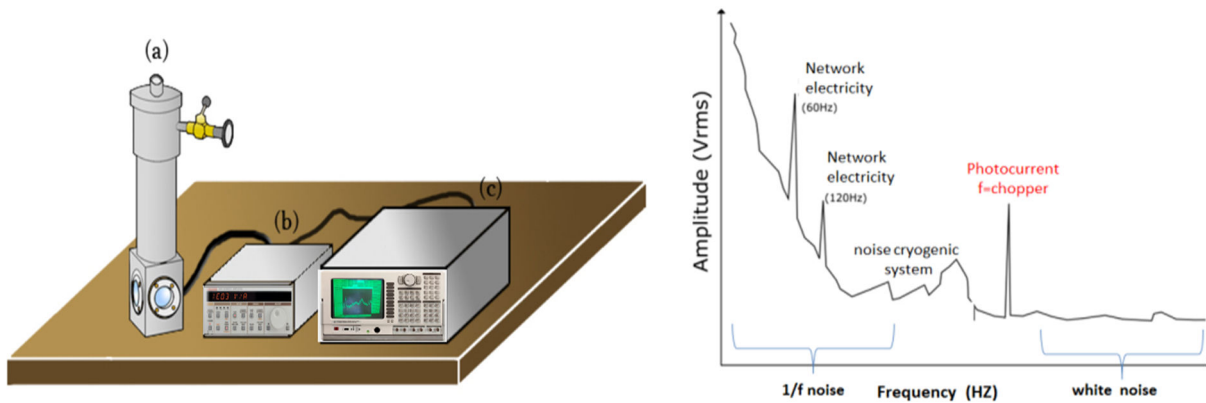 (a)
(b)
(c)
Amplitude (Vrms)
Network
electricity
(60Hz)
Network
electricity
(120Hz)
noise cryogenic
system
Photocurrent
f=chopper
1/f noise
Frequency (HZ)
white noise